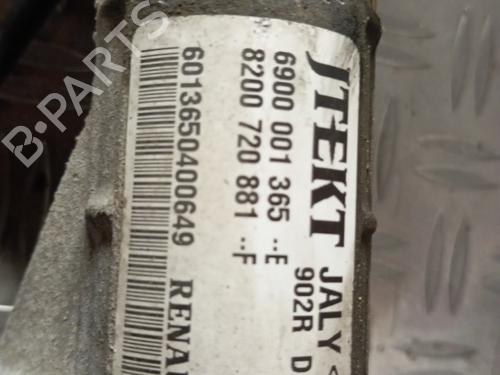 JTEKT JALY
6900 001 365 ..E 902R D
8200 720 881 ..F
6013650400649 RENA
B-PARTS